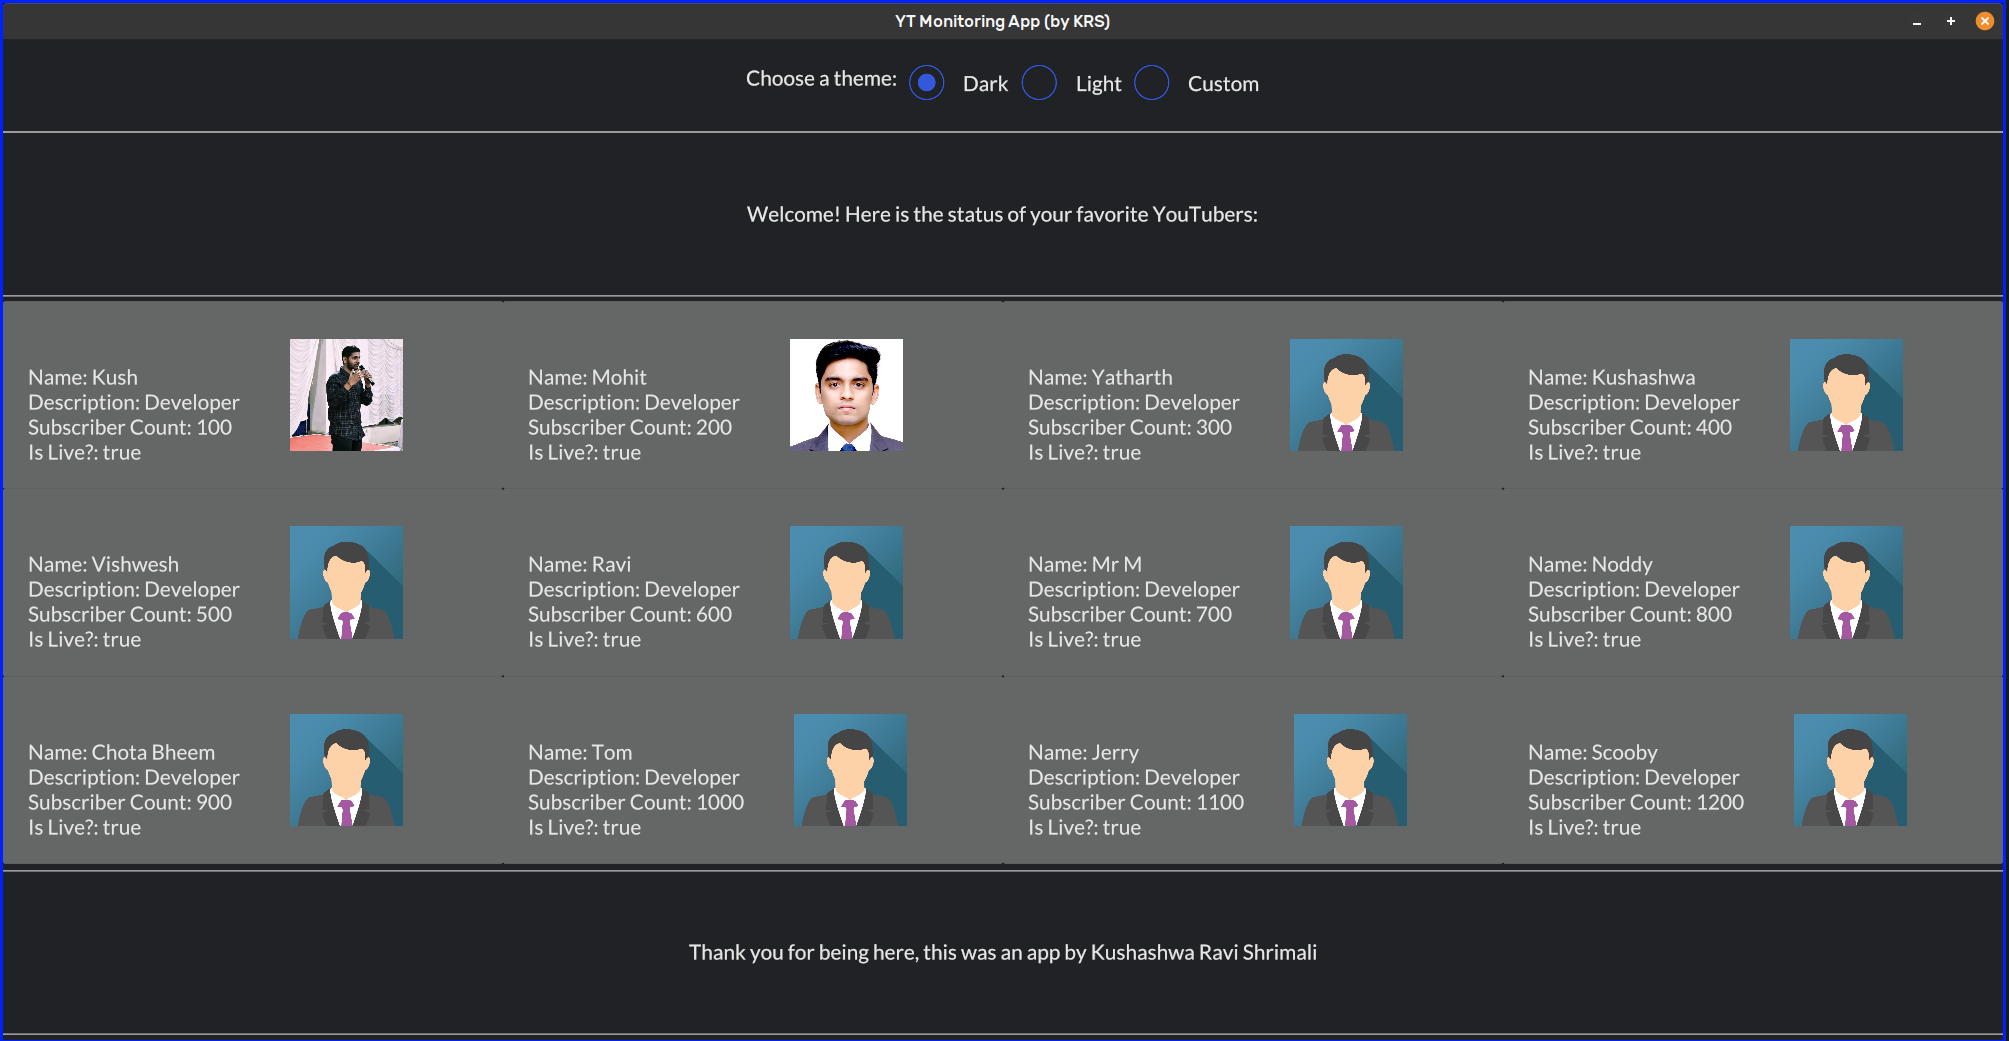 YT Monitoring App (by KRS)
Choose a theme: Dark Light Custom
Welcome! Here is the status of your favorite YouTubers:
Name: Kush
Description: Developer
Subscriber Count: 100
Is Live?: true
Name: Mohit
Description: Developer
Subscriber Count: 200
Is Live?: true
Name: Yatharth
Description: Developer
Subscriber Count: 300
Is Live?: true
Name: Kushashwa
Description: Developer
Subscriber Count: 400
Is Live?: true
Name: Vishwesh
Description: Developer
Subscriber Count: 500
Is Live?: true
Name: Ravi
Description: Developer
Subscriber Count: 600
Is Live?: true
Name: Mr M
Description: Developer
Subscriber Count: 700
Is Live?: true
Name: Noddy
Description: Developer
Subscriber Count: 800
Is Live?: true
Name: Chota Bheem
Description: Developer
Subscriber Count: 900
Is Live?: true
Name: Tom
Description: Developer
Subscriber Count: 1000
Is Live?: true
Name: Jerry
Description: Developer
Subscriber Count: 1100
Is Live?: true
Name: Scooby
Description: Developer
Subscriber Count: 1200
Is Live?: true
Thank you for being here, this was an app by Kushashwa Ravi Shrimali